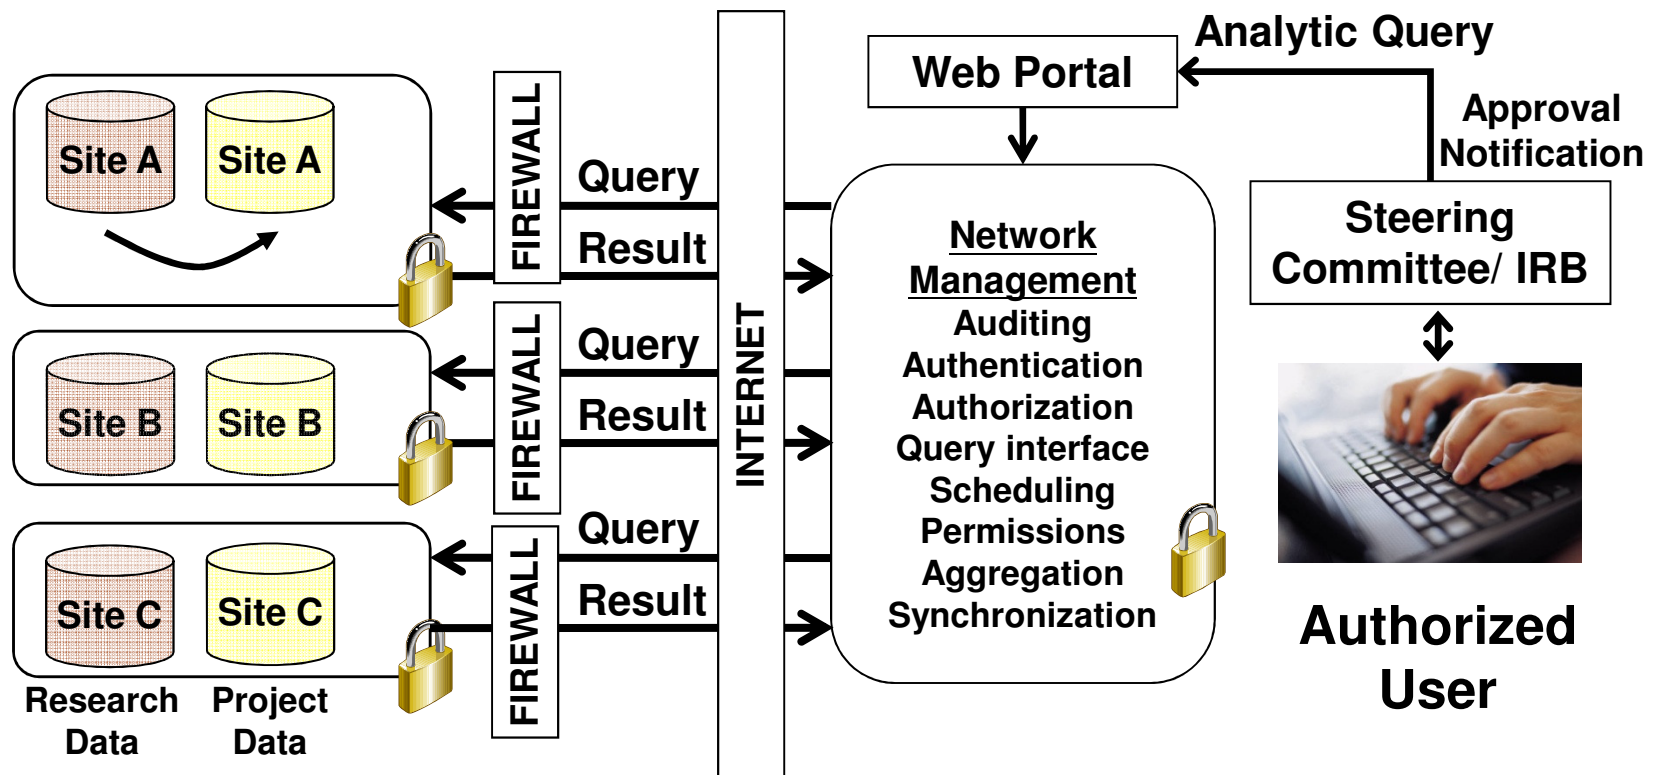 Analytic Query
Web Portal
Approval
Notification
Steering
Committee/ IRB
Authorized
User
Network
Management
Auditing
Authentication
Authorization
Query interface
Scheduling
Permissions
Aggregation
Synchronization
INTERNET
Site A
Site A
FIREWALL
Query
Result
Site B
Site B
FIREWALL
Query
Result
Site C
Site C
FIREWALL
Query
Result
Research
Data
Project
Data